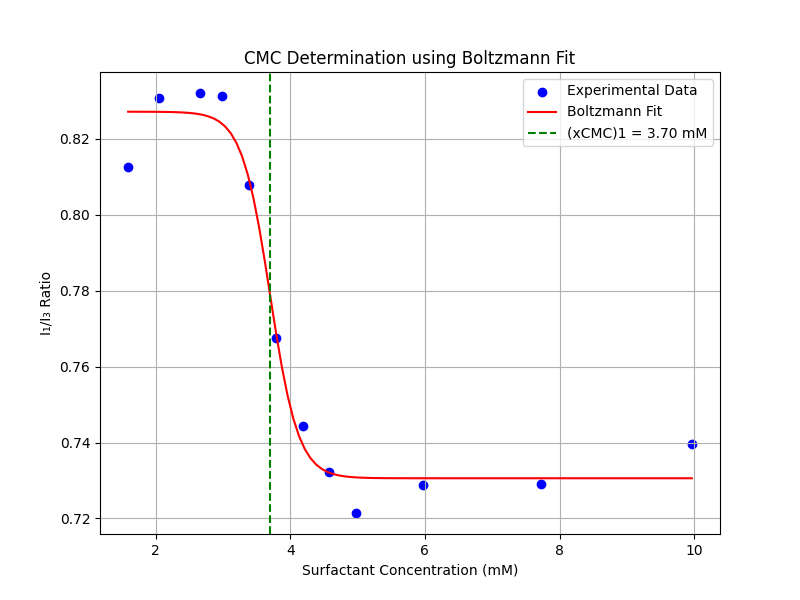 CMC Determination using Boltzmann Fit
Experimental Data
Boltzmann Fit
(xCMC)1 = 3.70 mM
I₁/I₃ Ratio
0.82
0.80
0.78
0.76
0.74
0.72
2 4 6 8 10
Surfactant Concentration (mM)